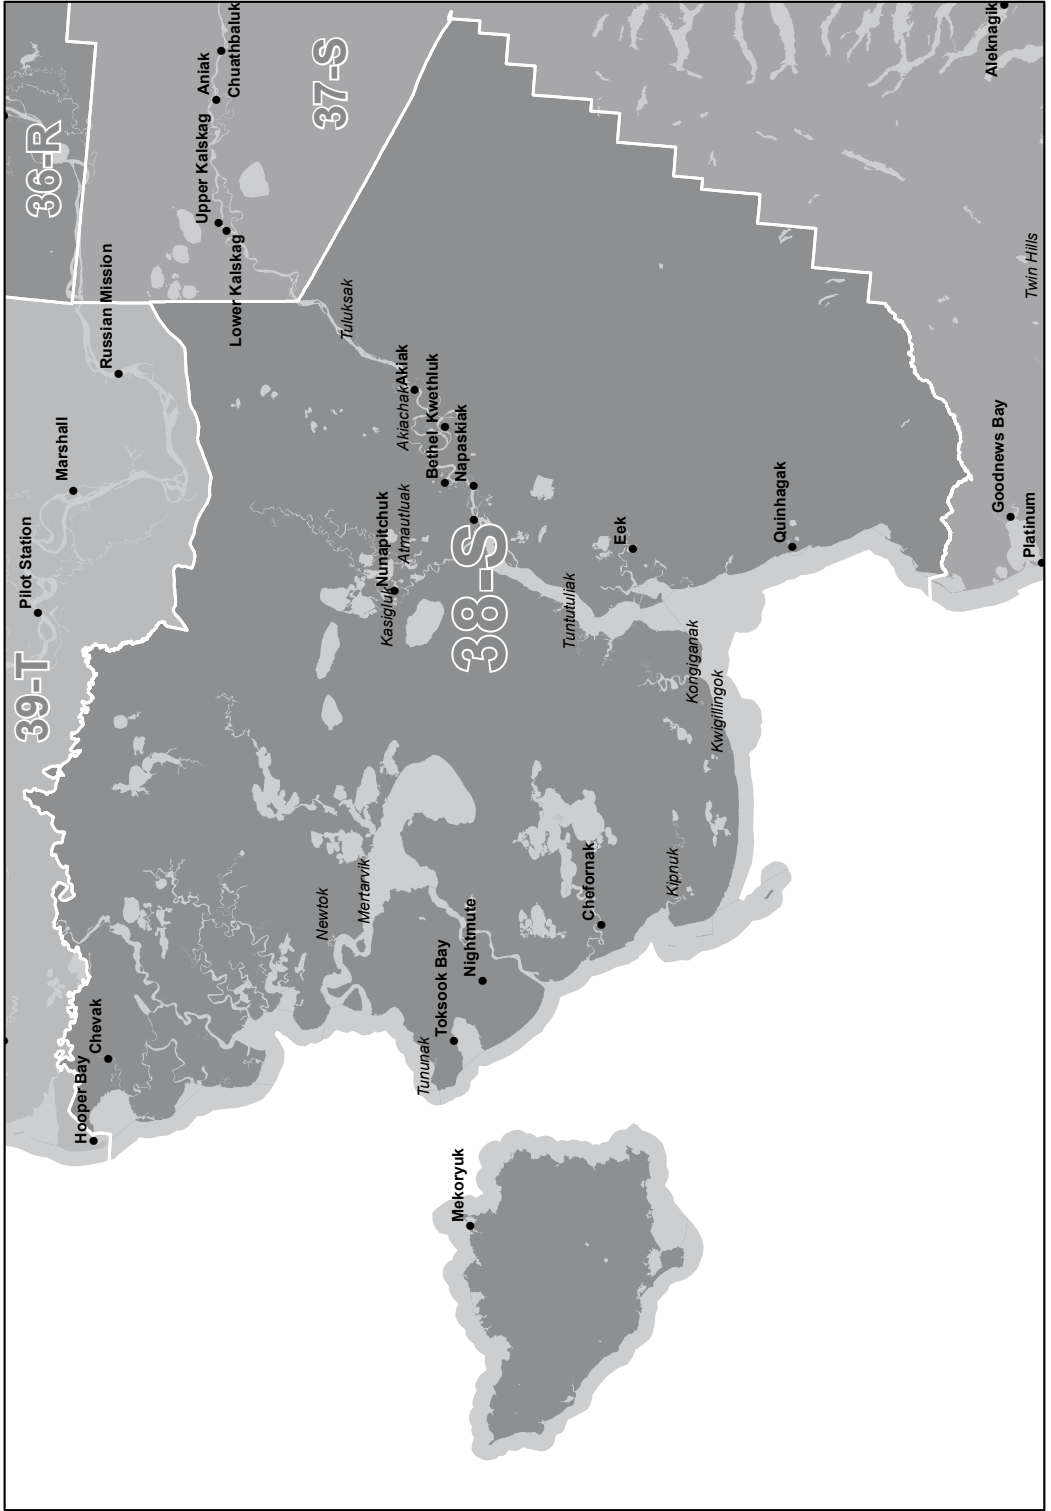 36-R
37-S
39-T
38-S
Aniak
Chuathbaluk
Upper Kalskag
Lower Kalskag
Russian Mission
Marshall
Pilot Station
Tuluksak
Akiak
Akiachak
Kwethluk
Bethel
Napaskiak
Nunapitchuk
Atmautluak
Kasigluk
Eek
Quinhagak
Tuntutuliak
Kongiganak
Kwigillingok
Kipnuk
Chefornak
Newtok
Mertarvik
Nightmute
Toksook Bay
Tununak
Chevak
Hooper Bay
Mekoryuk
Goodnews Bay
Platinum
Twin Hills
Aleknagik